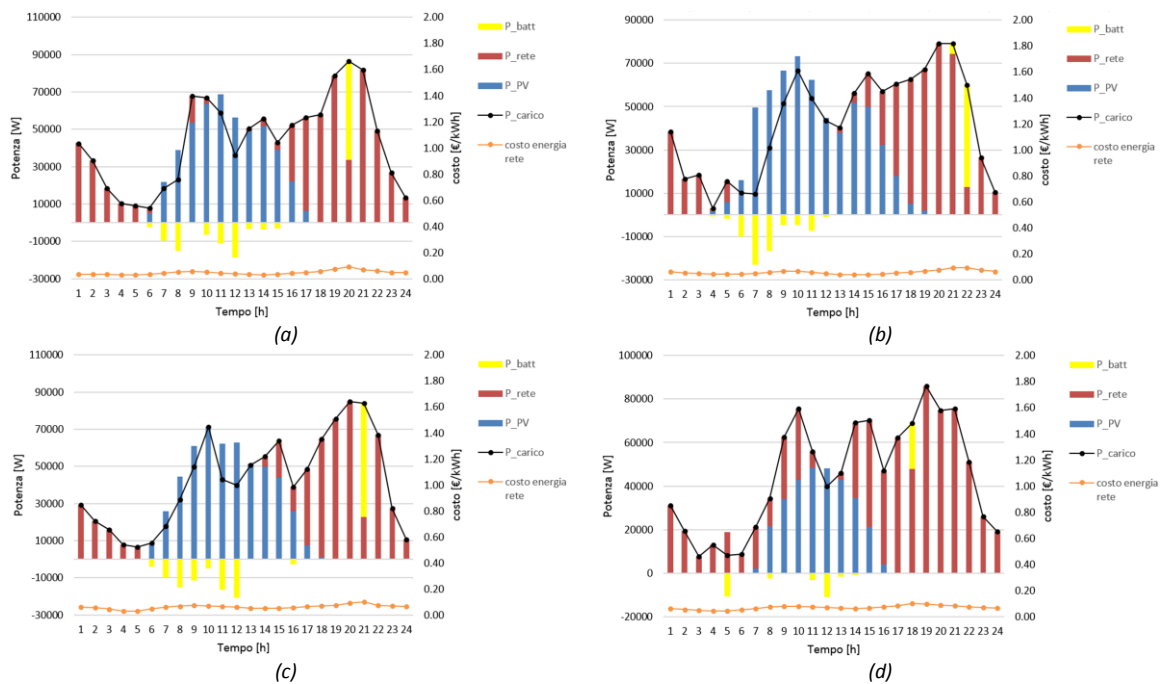 110000
90000
70000
50000
30000
10000
-10000
-30000
Potenza [W]
2.00
1.80
1.60
1.40
1.20
1.00
0.80
0.60
0.40
0.20
0.00
costo [€/kWh]
1 2 3 4 5 6 7 8 9 10 11 12 13 14 15 16 17 18 19 20 21 22 23 24
Tempo [h]
P_batt
P_rete
P_PV
P_carico
costo energia
rete
(a)
90000
70000
50000
30000
10000
-10000
-30000
Potenza [W]
2.00
1.80
1.60
1.40
1.20
1.00
0.80
0.60
0.40
0.20
0.00
costo [€/kWh]
1 2 3 4 5 6 7 8 9 10 11 12 13 14 15 16 17 18 19 20 21 22 23 24
Tempo [h]
P_batt
P_rete
P_PV
P_carico
costo energia
rete
(b)
110000
90000
70000
50000
30000
10000
-10000
-30000
Potenza [W]
2.00
1.80
1.60
1.40
1.20
1.00
0.80
0.60
0.40
0.20
0.00
costo [€/kWh]
1 2 3 4 5 6 7 8 9 10 11 12 13 14 15 16 17 18 19 20 21 22 23 24
Tempo [h]
P_batt
P_rete
P_PV
P_carico
costo energia
rete
(c)
100000
80000
60000
40000
20000
0
-20000
Potenza [W]
2.00
1.80
1.60
1.40
1.20
1.00
0.80
0.60
0.40
0.20
0.00
costo [€/kWh]
1 2 3 4 5 6 7 8 9 10 11 12 13 14 15 16 17 18 19 20 21 22 23 24
Tempo [h]
P_batt
P_rete
P_PV
P_carico
costo energia
rete
(d)